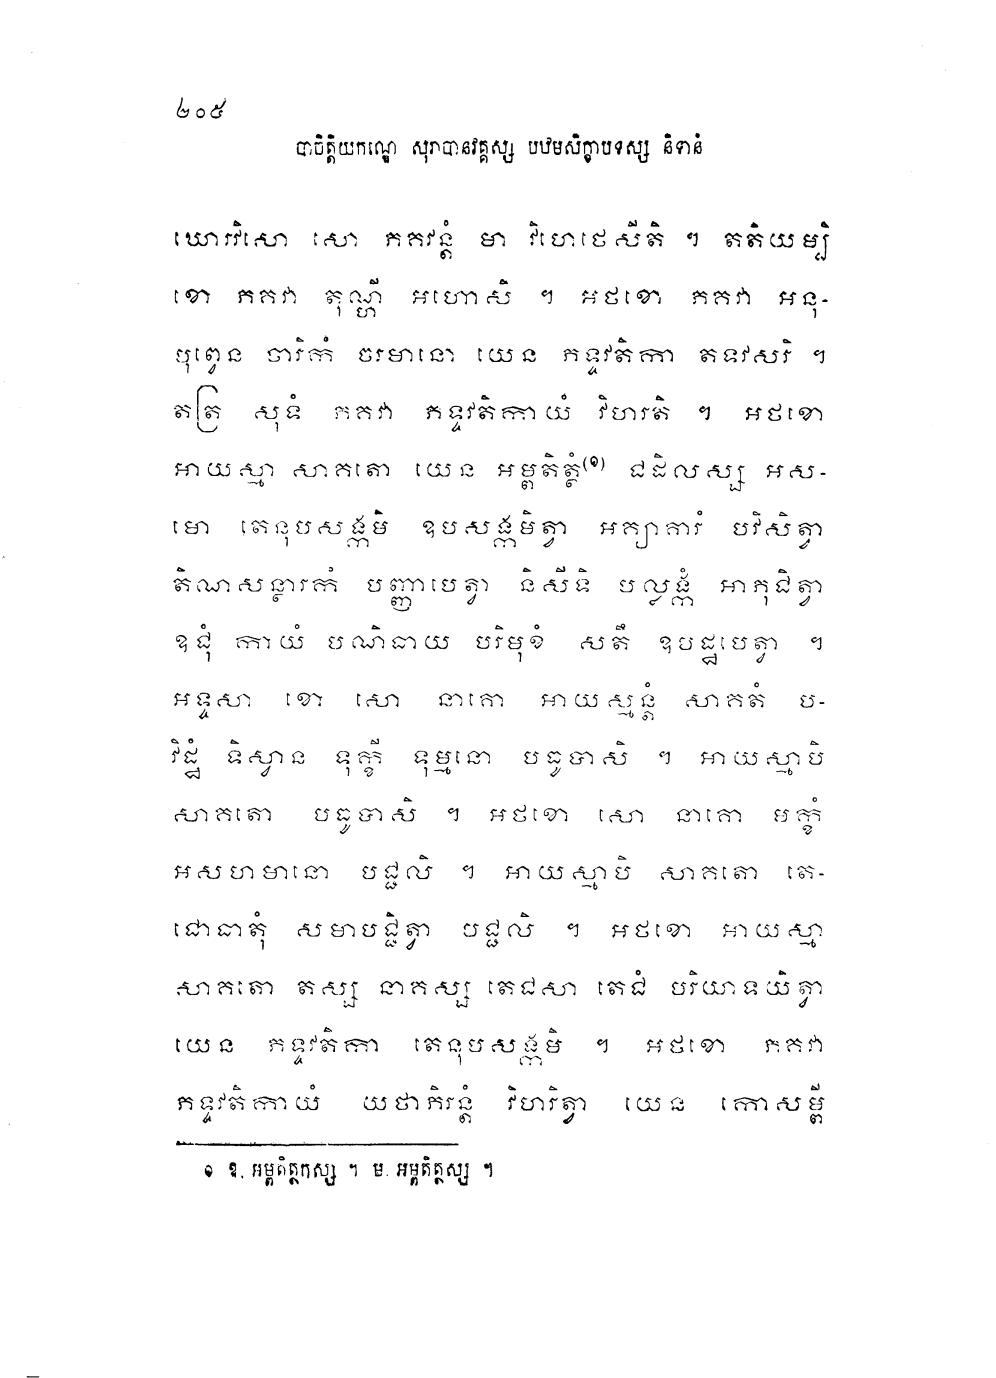 ២០៥
បាចិត្តិយកណ្ឌេ សុរាបានវគ្គស្ស បឋមសិក្ខាបទស្ស និទានំ
ឃោរវិសោ សោ ភគវន្តំ មា វិហេថេសីតិ ។ តតិយម្បិ
ខោ ភគវា តុណ្ហី អហោសិ ។ អថខោ ភគវា អនុ-
បុព្វេន ចារិកំ ចរមានោ យេន ភទ្ទវតិកា តទវសរិ ។
តត្រ សុទំ ភគវា ភទ្ទវតិកាយំ វិហរតិ ។ អថខោ
អាយស្មា សាគតោ យេន អម្ពតិត្ថំ(១) ជដិលស្ស អស-
មោ តេនុបសង្កមិ ឧបសង្កមិត្វា អគ្យាគារំ បវិសិត្វា
តិណសន្ថារកំ បញ្ញាបេត្វា និសីទិ បល្លង្កំ អាភុជិត្វា
ឧជុំ កាយំ បណិធាយ បរិមុខំ សតឹ ឧបដ្ឋបេត្វា ។
អទ្ទសា ខោ សោ នាគោ អាយស្មន្តំ សាគតំ ប-
វិដ្ឋំ ទិស្វាន ទុក្ខី ទុម្មនោ បធូបាសិ ។ អាយស្មាបិ
សាគតោ បធូបាសិ ។ អថខោ សោ នាគោ មក្ខំ
អសហមានោ បជ្ជលិ ។ អាយស្មាបិ សាគតោ តេ-
ជោធាតុំ សមាបជ្ជិត្វា បជ្ជលិ ។ អថខោ អាយស្មា
សាគតោ តស្ស នាគស្ស តេជសា តេជំ បរិយាទយិត្វា
យេន ភទ្ទវតិកា តេនុបសង្កមិ ។ អថខោ ភគវា
ភទ្ទវតិកាយំ យថាភិរន្តំ វិហរិត្វា យេន កោសម្ពី
១ ឱ. អម្ពតិត្ថកស្ស ។ ម. អម្ពតិត្ថស្ស ។